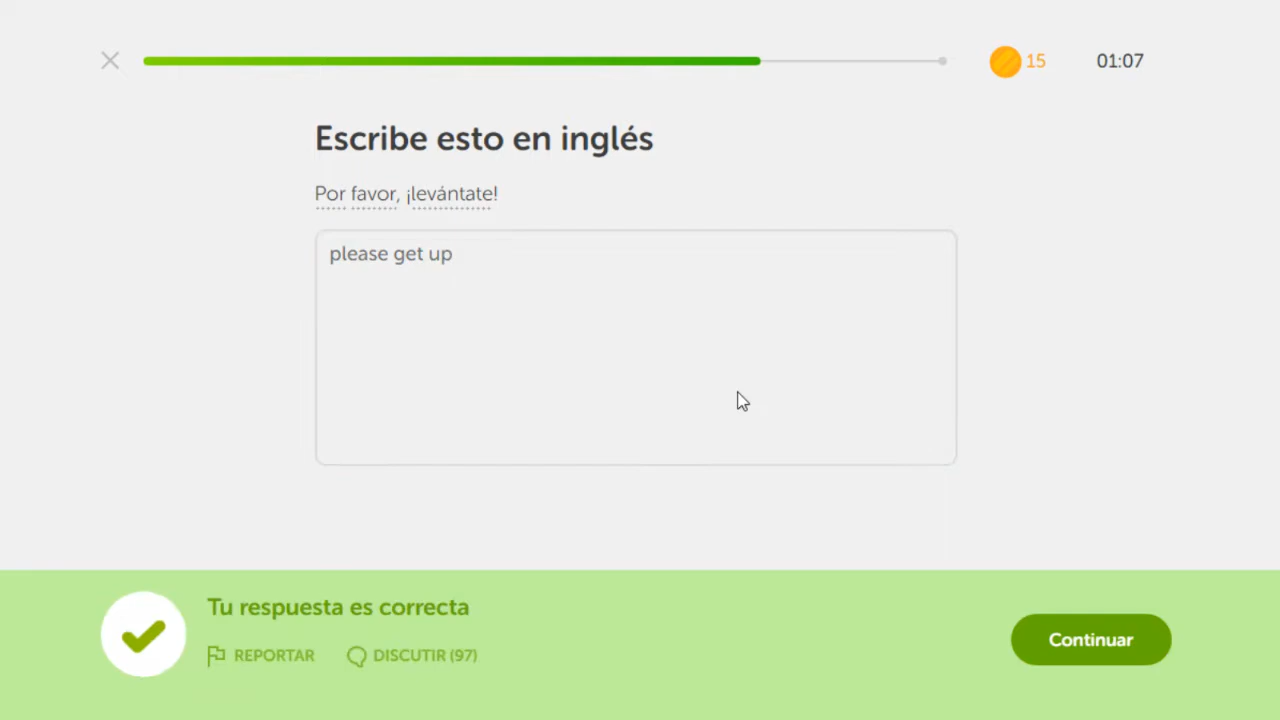 15 01:07
Escribe esto en inglés
Por favor, ¡levántate!
please get up
Tu respuesta es correcta
REPORTAR DISCUTIR (97)
Continuar